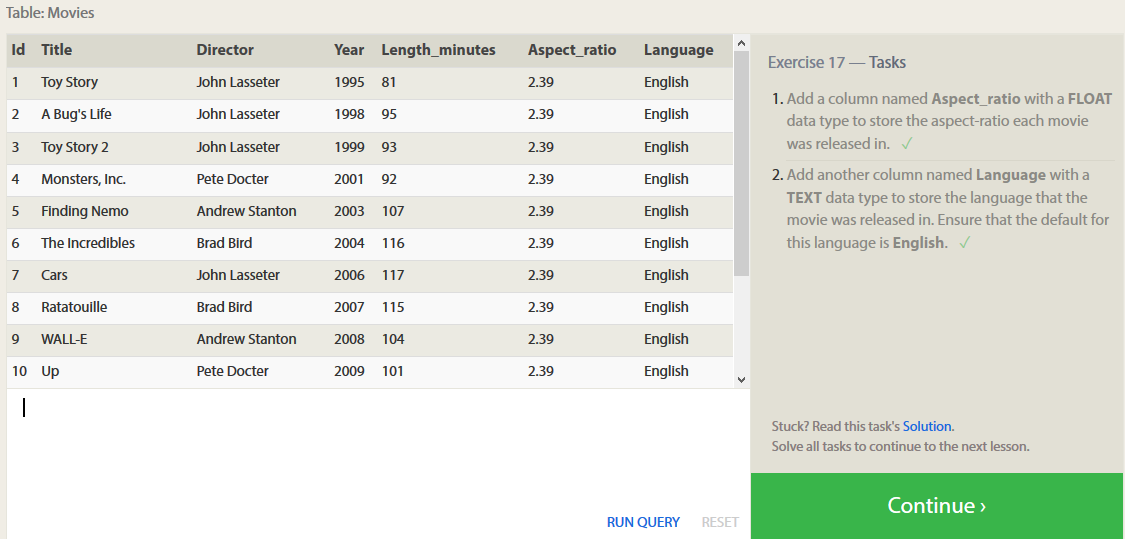 Table: Movies
Id Title Director Year Length_minutes Aspect_ratio Language
1 Toy Story John Lasseter 1995 81 2.39 English
2 A Bug's Life John Lasseter 1998 95 2.39 English
3 Toy Story 2 John Lasseter 1999 93 2.39 English
4 Monsters, Inc. Pete Docter 2001 92 2.39 English
5 Finding Nemo Andrew Stanton 2003 107 2.39 English
6 The Incredibles Brad Bird 2004 116 2.39 English
7 Cars John Lasseter 2006 117 2.39 English
8 Ratatouille Brad Bird 2007 115 2.39 English
9 WALL-E Andrew Stanton 2008 104 2.39 English
10 Up Pete Docter 2009 101 2.39 English
RUN QUERY RESET
Exercise 17 — Tasks
1. Add a column named Aspect_ratio with a FLOAT
data type to store the aspect-ratio each movie
was released in. ✓
2. Add another column named Language with a
TEXT data type to store the language that the
movie was released in. Ensure that the default for
this language is English. ✓
Stuck? Read this task's Solution.
Solve all tasks to continue to the next lesson.
Continue ›